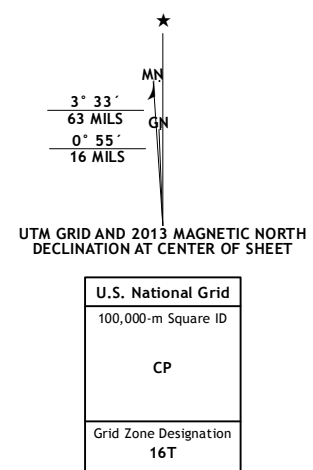 ★
MN
3° 33´
63 MILS
GN
0° 55´
16 MILS
UTM GRID AND 2013 MAGNETIC NORTH
DECLINATION AT CENTER OF SHEET
U.S. National Grid
100,000-m Square ID
CP
Grid Zone Designation
16T